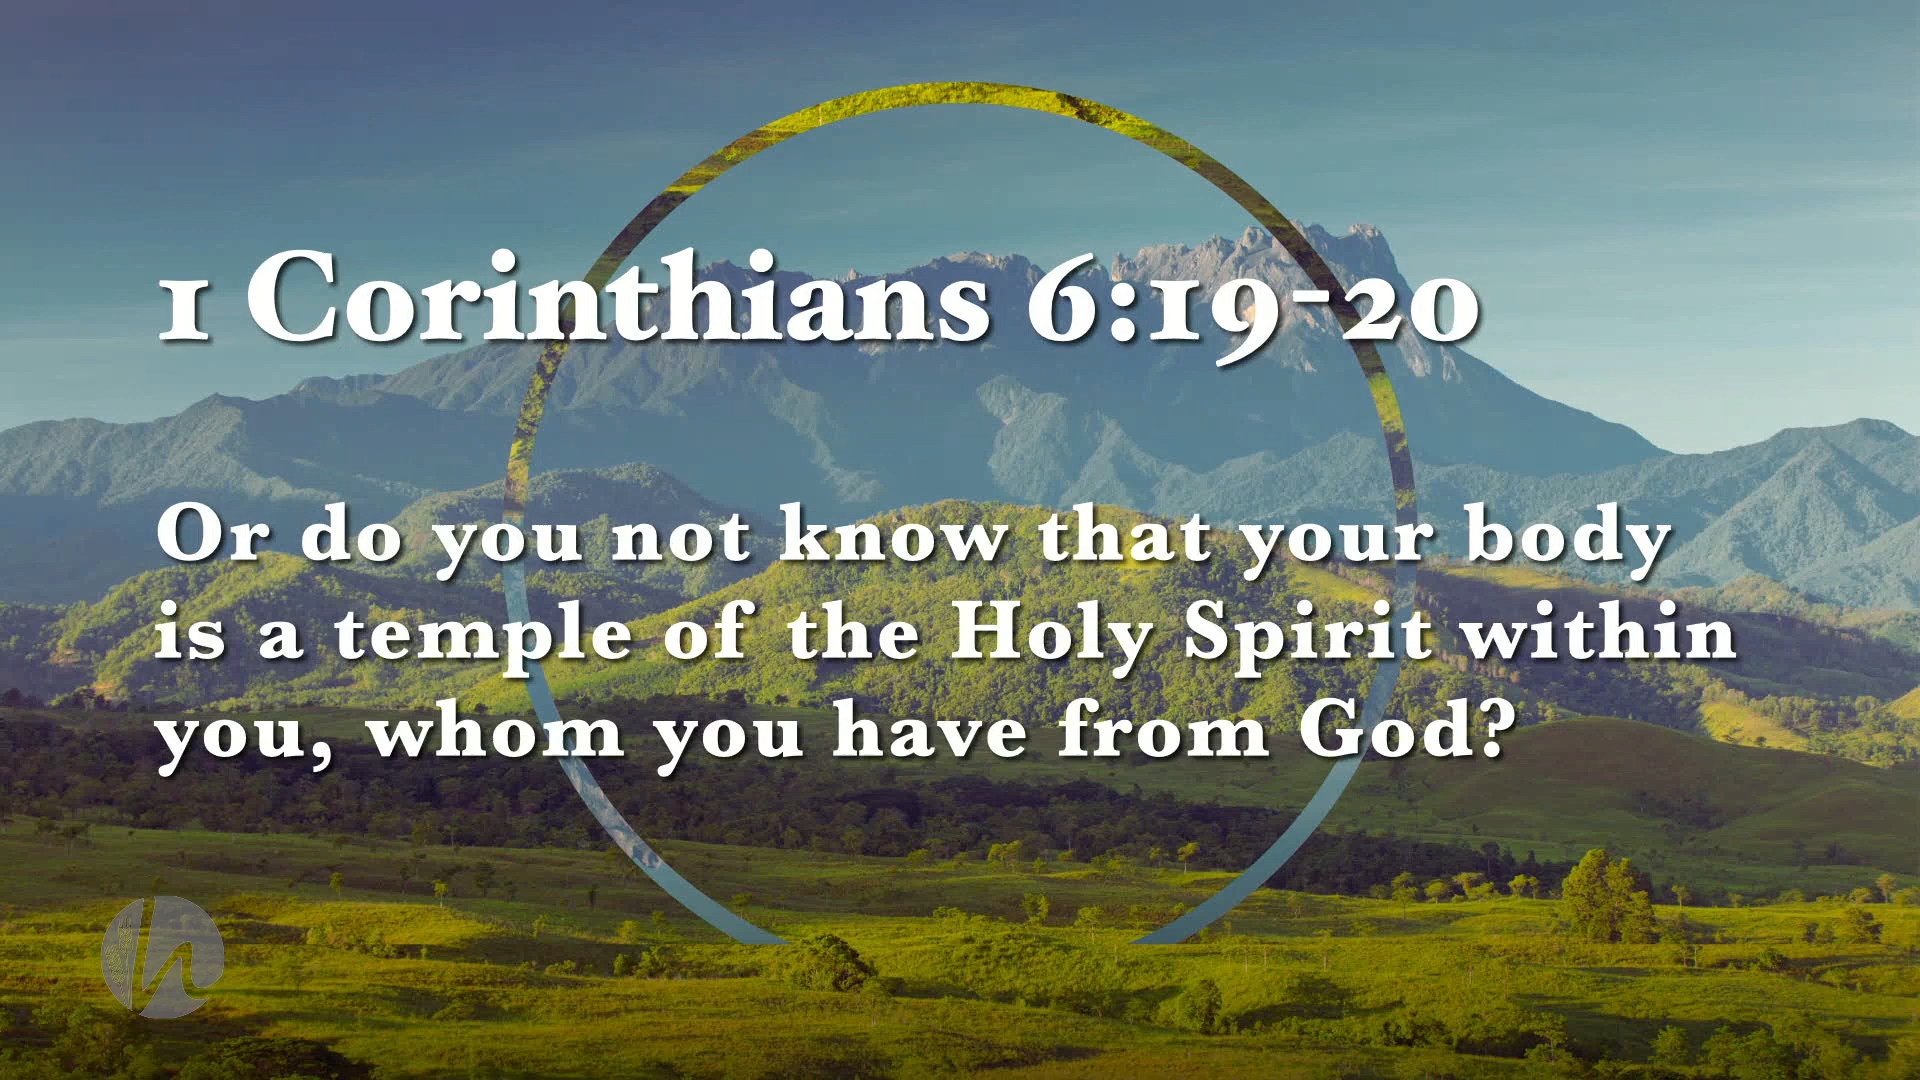 1 Corinthians 6:19-20
Or do you not know that your body
is a temple of the Holy Spirit within
you, whom you have from God?
h